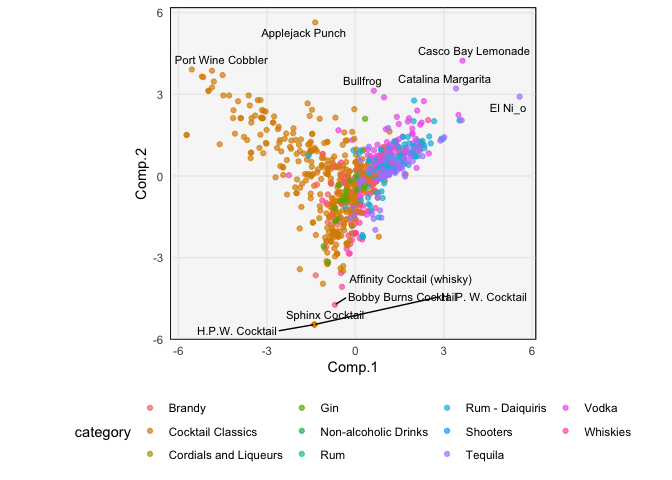 6
Applejack Punch
Casco Bay Lemonade
Port Wine Cobbler
Bullfrog
Catalina Margarita
3
El Ni_o
Comp.2
0
-3
Affinity Cocktail (whisky)
Bobby Burns Cocktail
H.P. W. Cocktail
Sphinx Cocktail
H.P.W. Cocktail
-6
-6 -3 0 3 6
Comp.1
category
Brandy
Cocktail Classics
Cordials and Liqueurs
Gin
Non-alcoholic Drinks
Rum
Rum - Daiquiris
Shooters
Tequila
Vodka
Whiskies